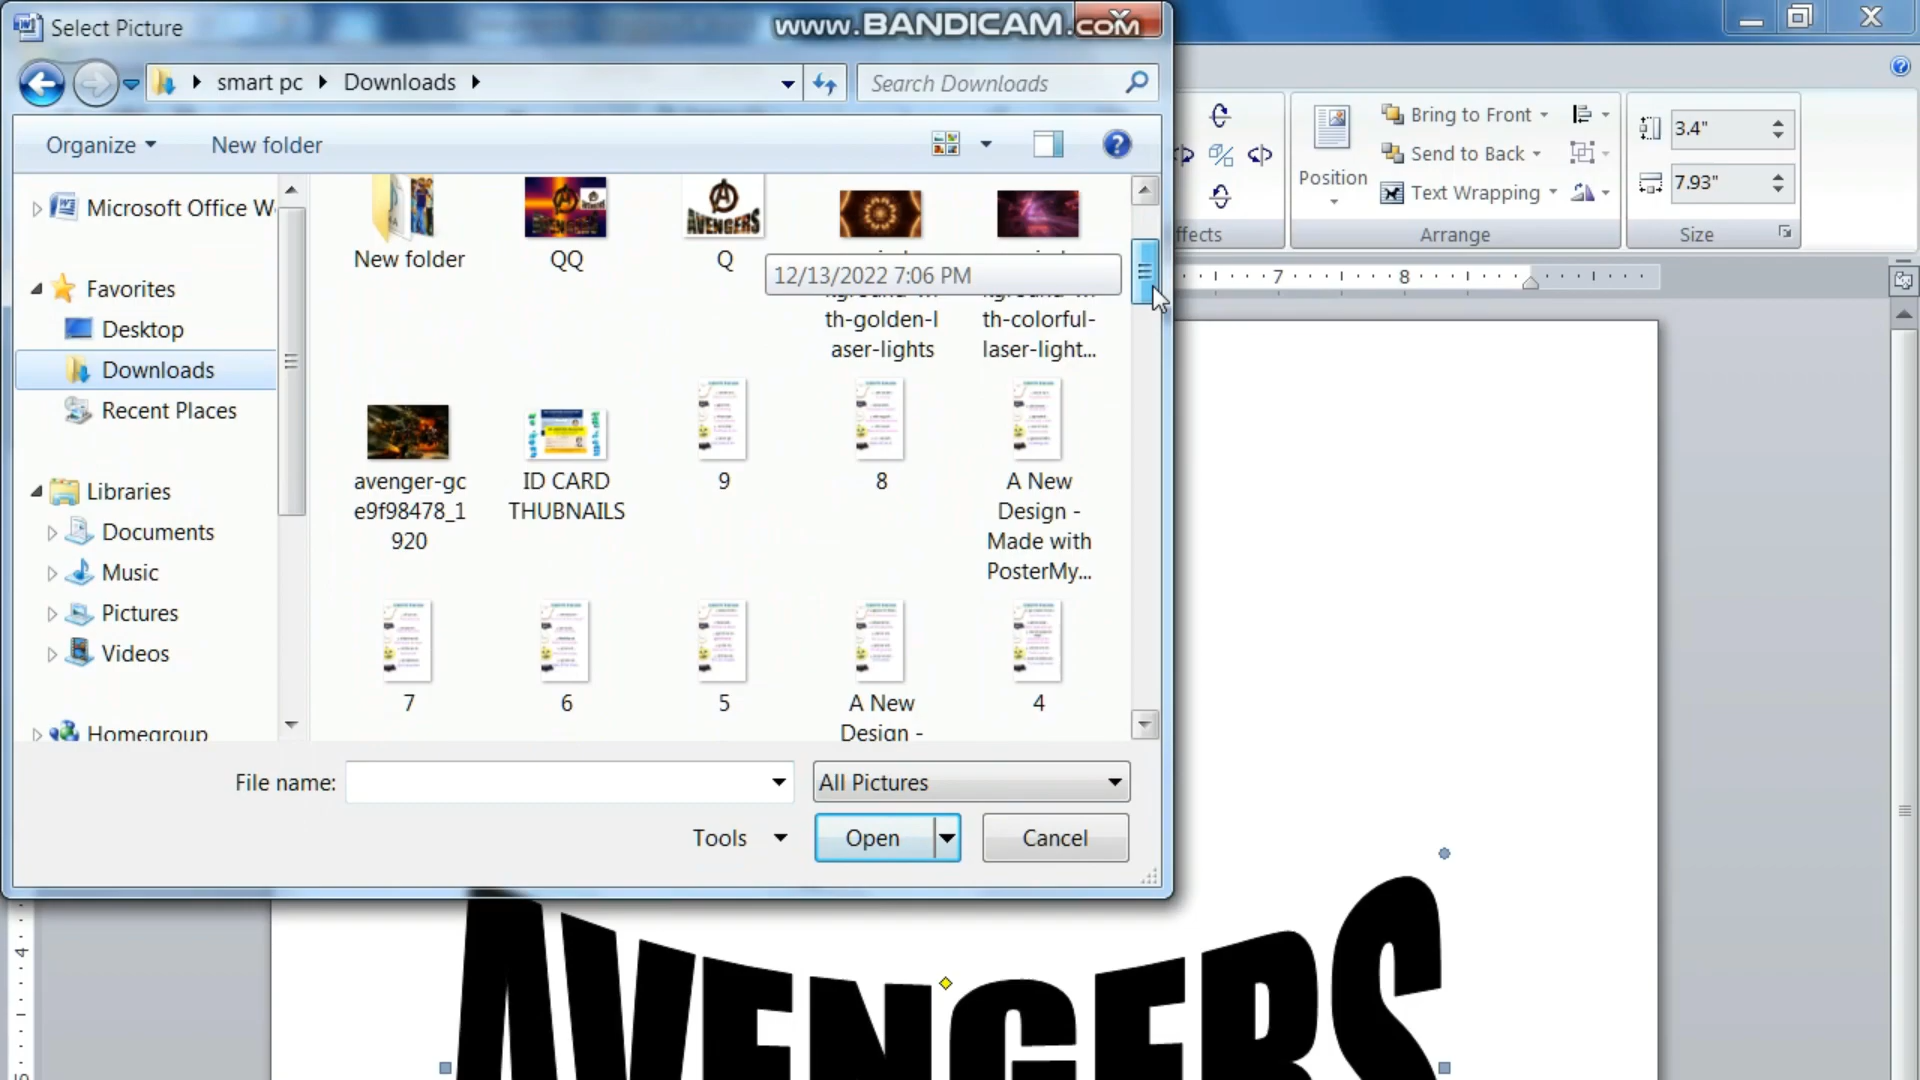 Select Picture
www.BANDICAM.com
smart pc
Downloads
Search Downloads
Organize
New folder
Microsoft Office W
Favorites
Desktop
Downloads
Recent Places
Libraries
Documents
Music
Pictures
Videos
Homegroup
New folder
QQ
Q
AVENGERS
12/13/2022 7:06 PM
th-golden-l
aser-lights
th-colorful-
laser-light...
avenger-gc
e9f98478_1
920
ID CARD
THUBNAILS
9
8
A New
Design -
Made with
PosterMy...
7
6
5
A New
Design -
4
File name:
All Pictures
Tools
Open
Cancel
Position
Bring to Front
Send to Back
Text Wrapping
Arrange
3.4"
7.93"
Size
ffects
7
8
AVENGERS